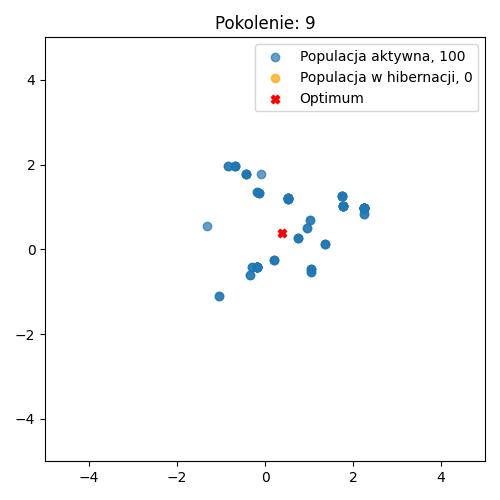 Pokolenie: 9
Populacja aktywna, 100
Populacja w hibernacji, 0
Optimum
4
2
0
−2
−4
−4 −2 0 2 4